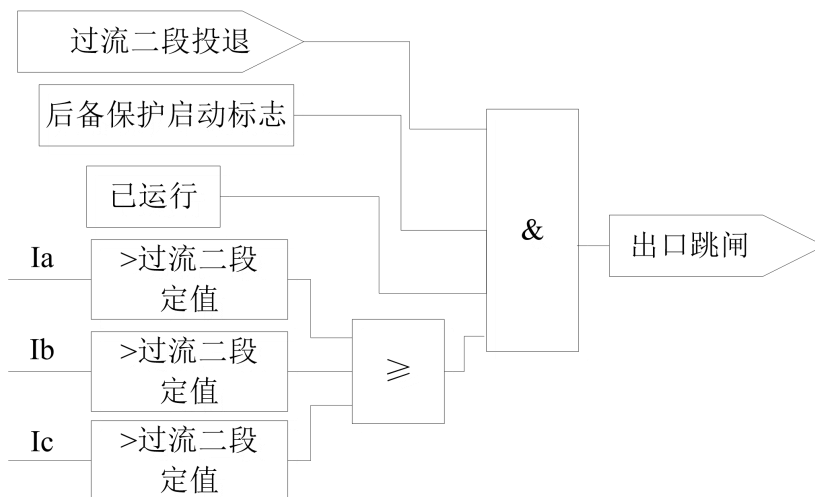 过流二段投退
后备保护启动标志
已运行
&
出口跳闸
Ia
>过流二段
定值
Ib
>过流二段
定值
≥
Ic
>过流二段
定值